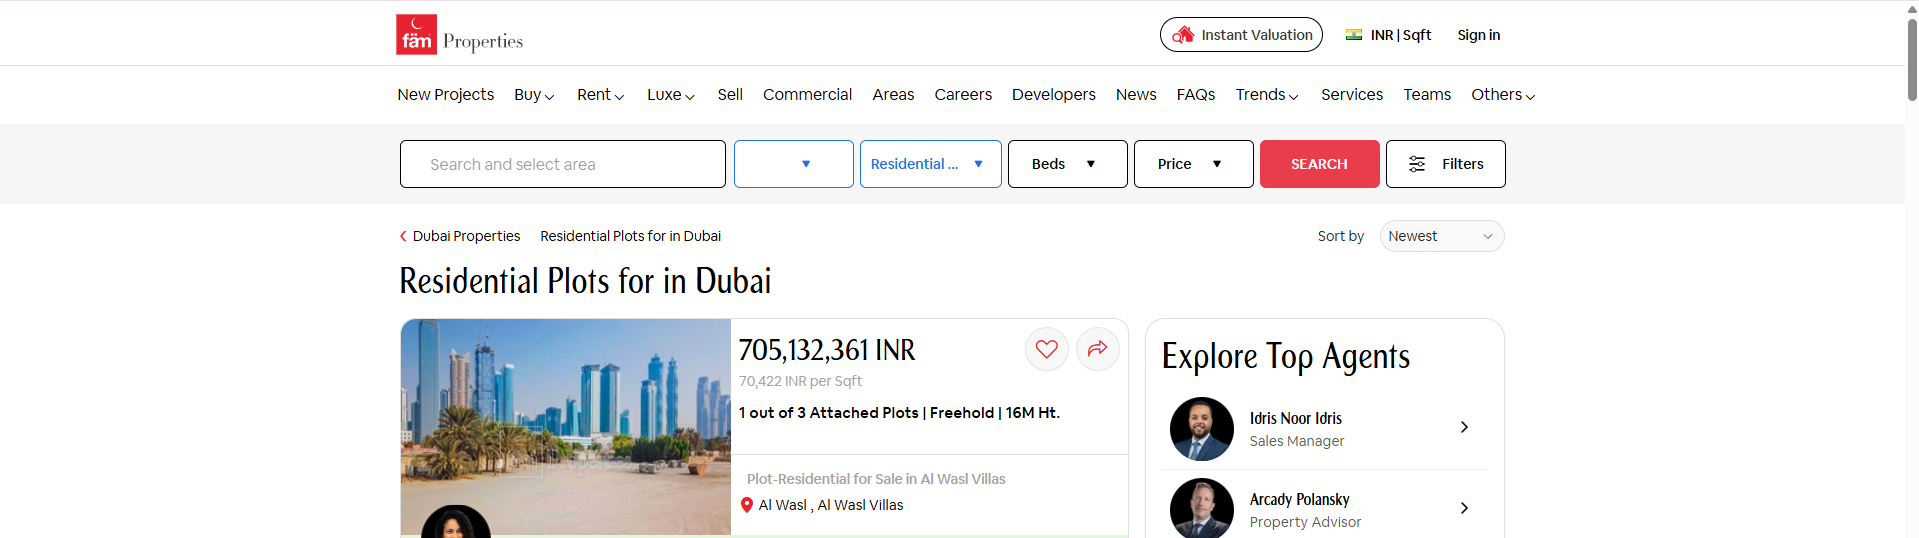 fäm Properties
Instant Valuation
INR | Sqft
Sign in
New Projects Buy Rent Luxe Sell Commercial Areas Careers Developers News FAQs Trends Services Teams Others
Search and select area
Residential ...
Beds
Price
SEARCH
Filters
Dubai Properties
Residential Plots for in Dubai
Sort by
Newest
Residential Plots for in Dubai
705,132,361 INR
70,422 INR per Sqft
1 out of 3 Attached Plots | Freehold | 16M Ht.
Properties
Plot-Residential for Sale in Al Wasl Villas
Al Wasl , Al Wasl Villas
Explore Top Agents
Idris Noor Idris
Sales Manager
Arcady Polansky
Property Advisor